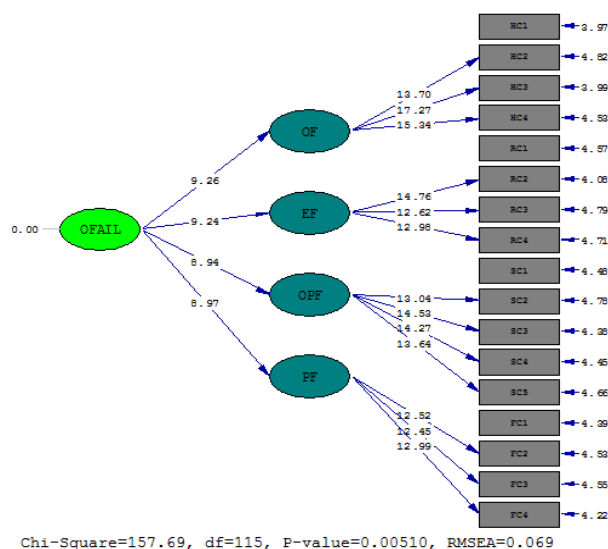 HC1 3.97
HC2 4.82
13.70
HC3 3.99
17.27
15.34
HC4 4.53
OF
RC1 4.57
9.26
RC2 4.08
14.76
RC3 4.79
12.62
EF
0.00 OFAIL
9.24
12.98
RC4 4.71
8.94
SC1 4.48
OPF
13.04
SC2 4.78
8.97
14.53
SC3 4.38
14.27
13.64
SC4 4.45
PF
SC5 4.66
12.52
FC1 4.39
12.45
12.99
FC2 4.53
FC3 4.55
FC4 4.22
Chi-Square=157.69, df=115, P-value=0.00510, RMSEA=0.069